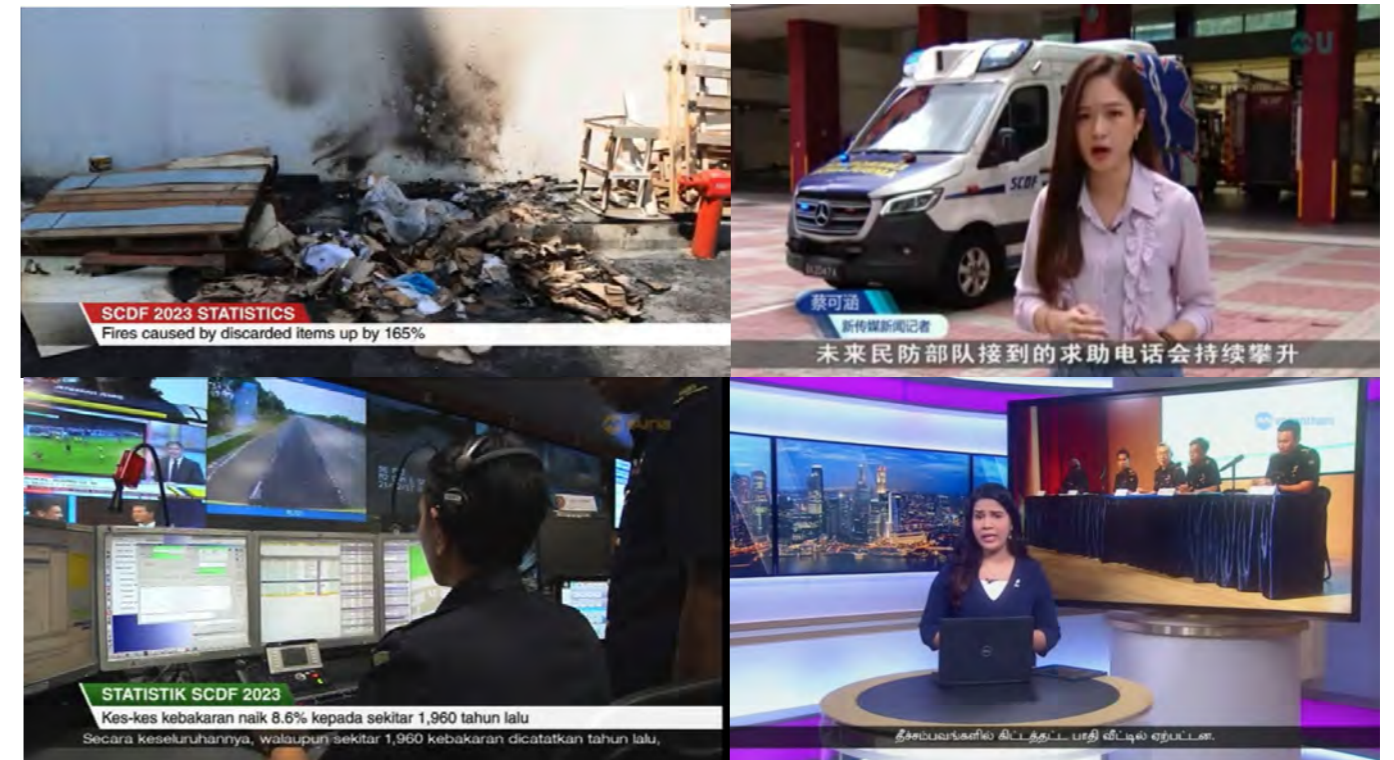 SCDF 2023 STATISTICS
Fires caused by discarded items up by 165%
U
SCDF
蔡可涵
新传媒新闻记者
未来民防部队接到的求助电话会持续攀升
STATISTIK SCDF 2023
Kes-kes kebakaran naik 8.6% kepada sekitar 1,960 tahun lalu
Secara keseluruhannya, walaupun sekitar 1,960 kebakaran dicatatkan tahun lalu,
தீச்சம்பவங்களில் கிட்டத்தட்ட பாதி வீட்டில் ஏற்பட்டன.